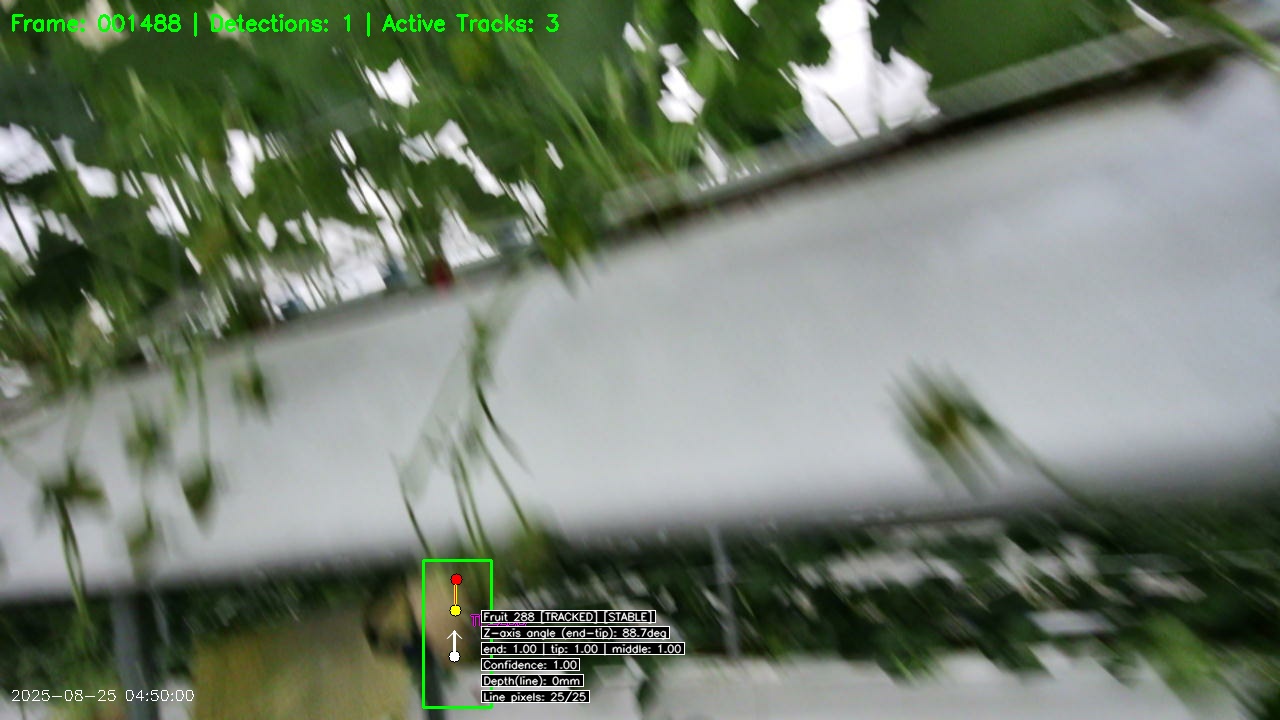 Frame: 001488 | Detections: 1 | Active Tracks: 3
Fruit 288 [TRACKED] [STABLE]
Z-axis angle (end-tip): 88.7deg
end: 1.00 | tip: 1.00 | middle: 1.00
Confidence: 1.00
Depth(line): 0mm
Line pixels: 25/25
2025-08-25 04:50:00